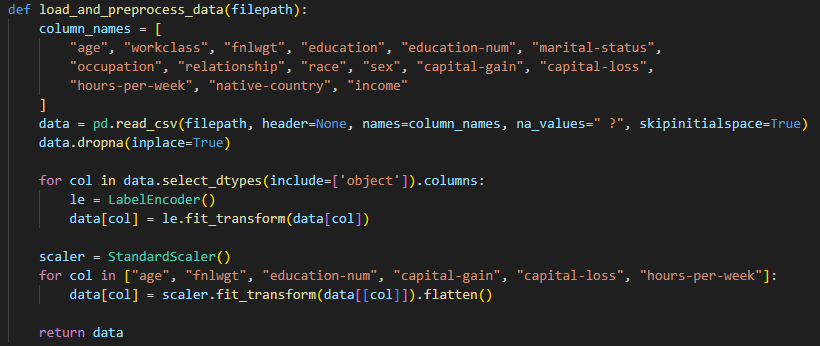 def load_and_preprocess_data(filepath):
    column_names = [
        "age", "workclass", "fnlwgt", "education", "education-num", "marital-status",
        "occupation", "relationship", "race", "sex", "capital-gain", "capital-loss",
        "hours-per-week", "native-country", "income"
    ]
    data = pd.read_csv(filepath, header=None, names=column_names, na_values=" ?", skipinitialspace=True)
    data.dropna(inplace=True)

    for col in data.select_dtypes(include=['object']).columns:
        le = LabelEncoder()
        data[col] = le.fit_transform(data[col])

    scaler = StandardScaler()
    for col in ["age", "fnlwgt", "education-num", "capital-gain", "capital-loss", "hours-per-week"]:
        data[col] = scaler.fit_transform(data[[col]]).flatten()

    return data